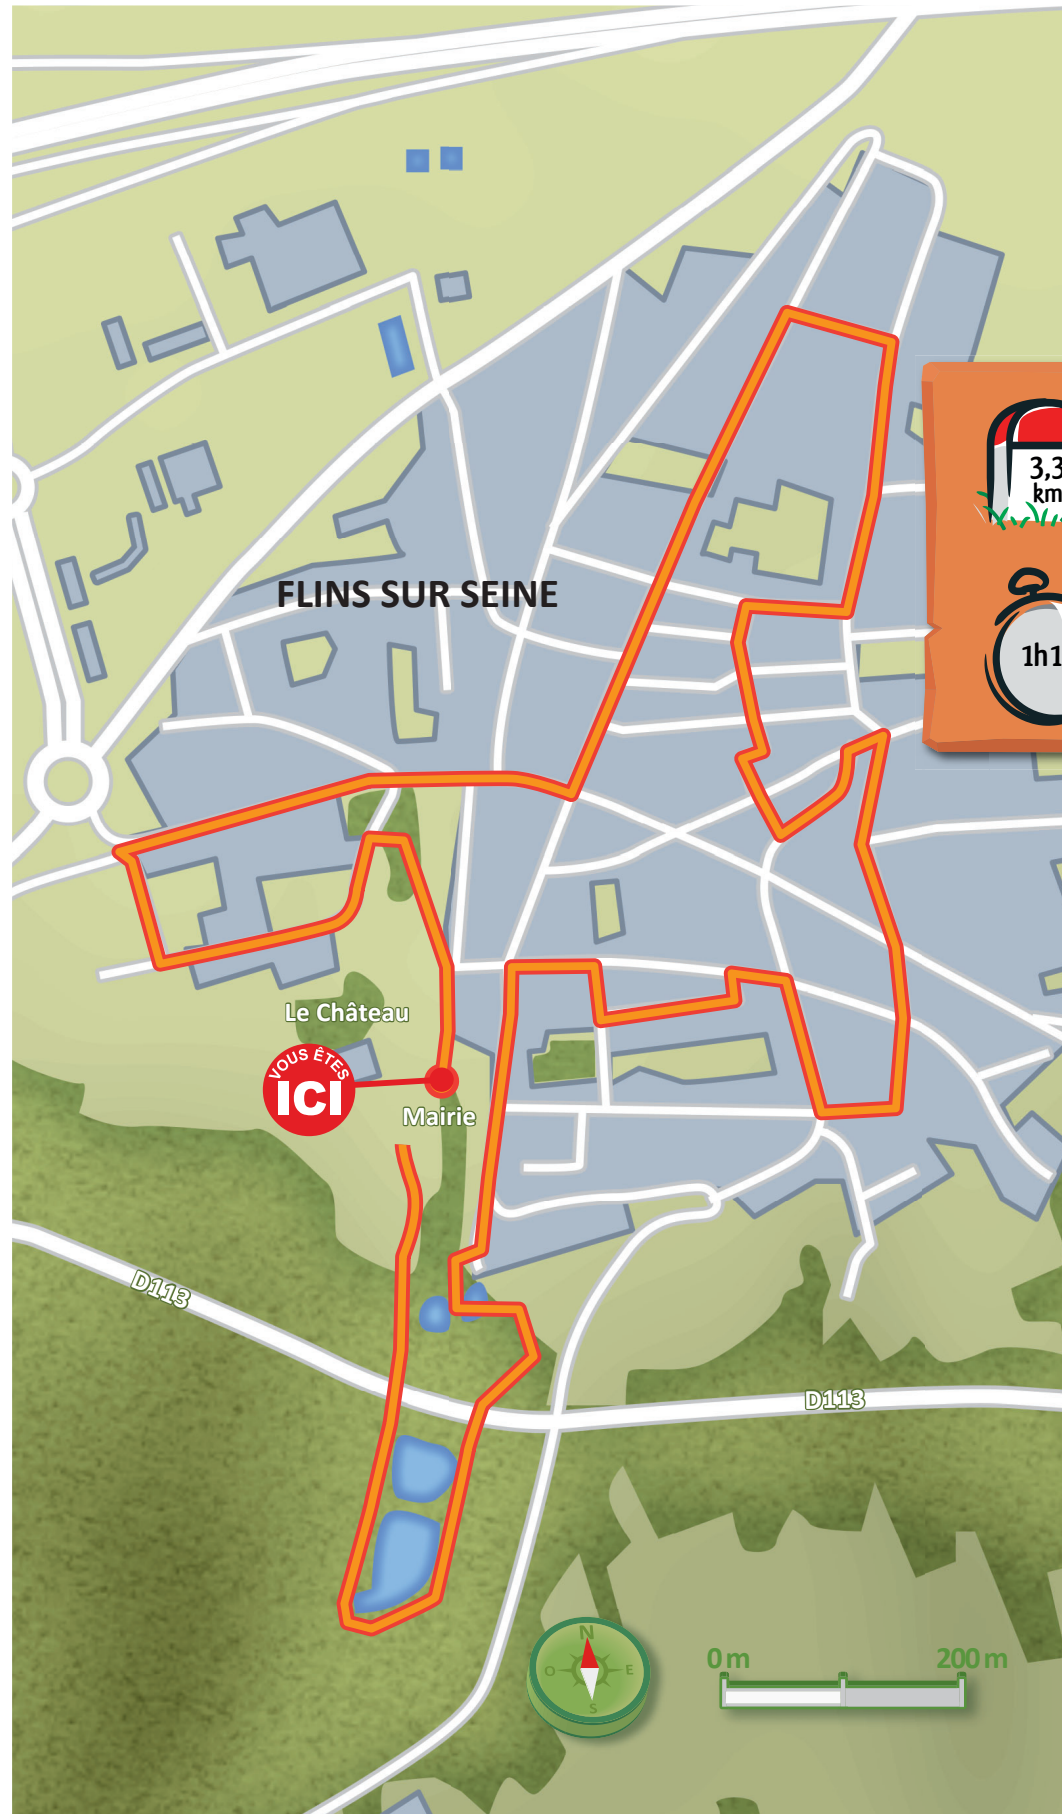 3,3
km
FLINS SUR SEINE
1h1
Le Château
VOUS ÊTES
ICI
Mairie
D113
D113
N
O
E
S
0 m
200 m